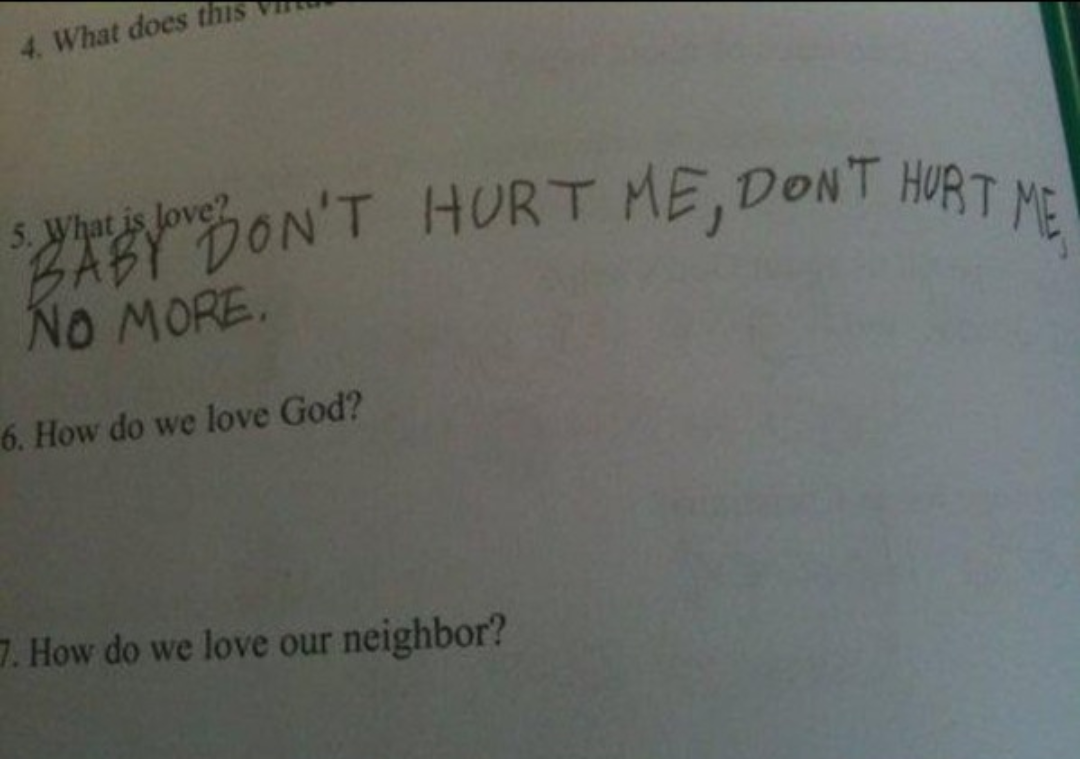 4. What does this
5. What is love?
BABY DON'T HURT ME, DON'T HURT ME,
NO MORE.
6. How do we love God?
7. How do we love our neighbor?